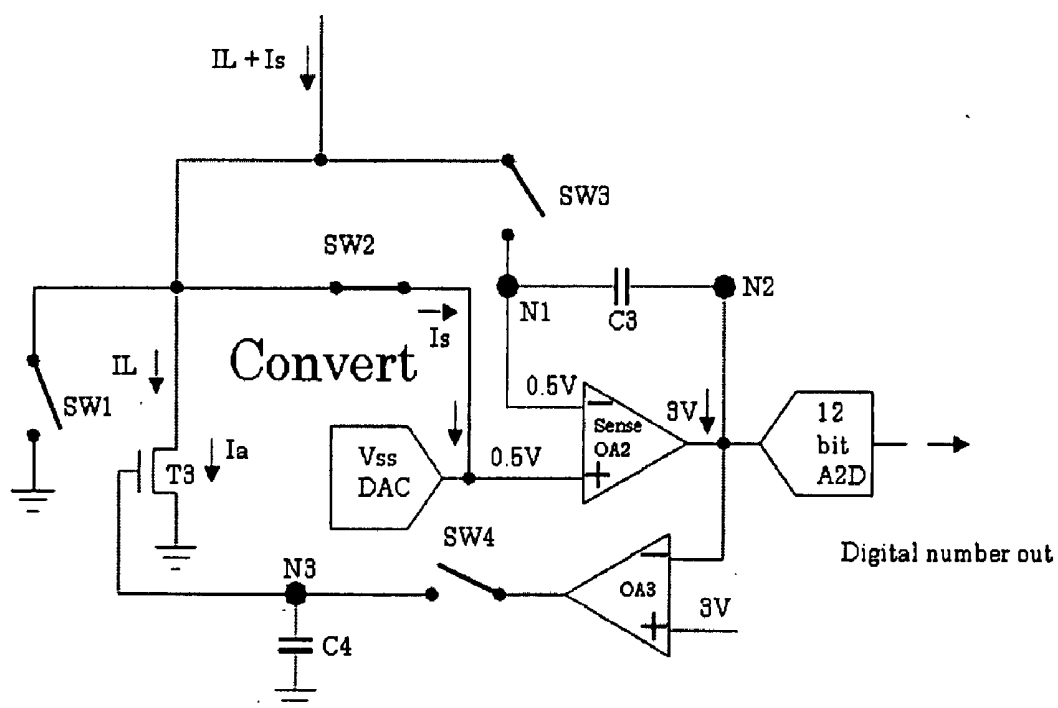 IL + Is
SW3
SW2
N1
C3
N2
Is
IL
Convert
SW1
0.5V
3V
Sense
OA2
12
bit
A2D
Ia
T3
Vss
DAC
0.5V
SW4
Digital number out
N3
OA3
3V
C4